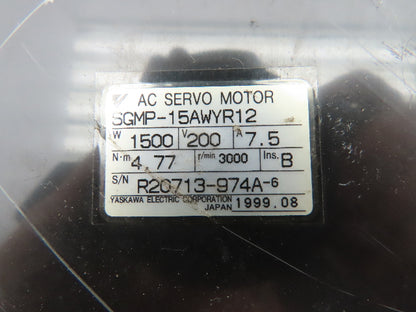 AC SERVO MOTOR
SGMP-15AWYR12
W 1500 V 200 A 7.5
N·m 4.77 r/min 3000 Ins. B
S/N R20713-974A-6
YASKAWA ELECTRIC CORPORATION
JAPAN 1999.08